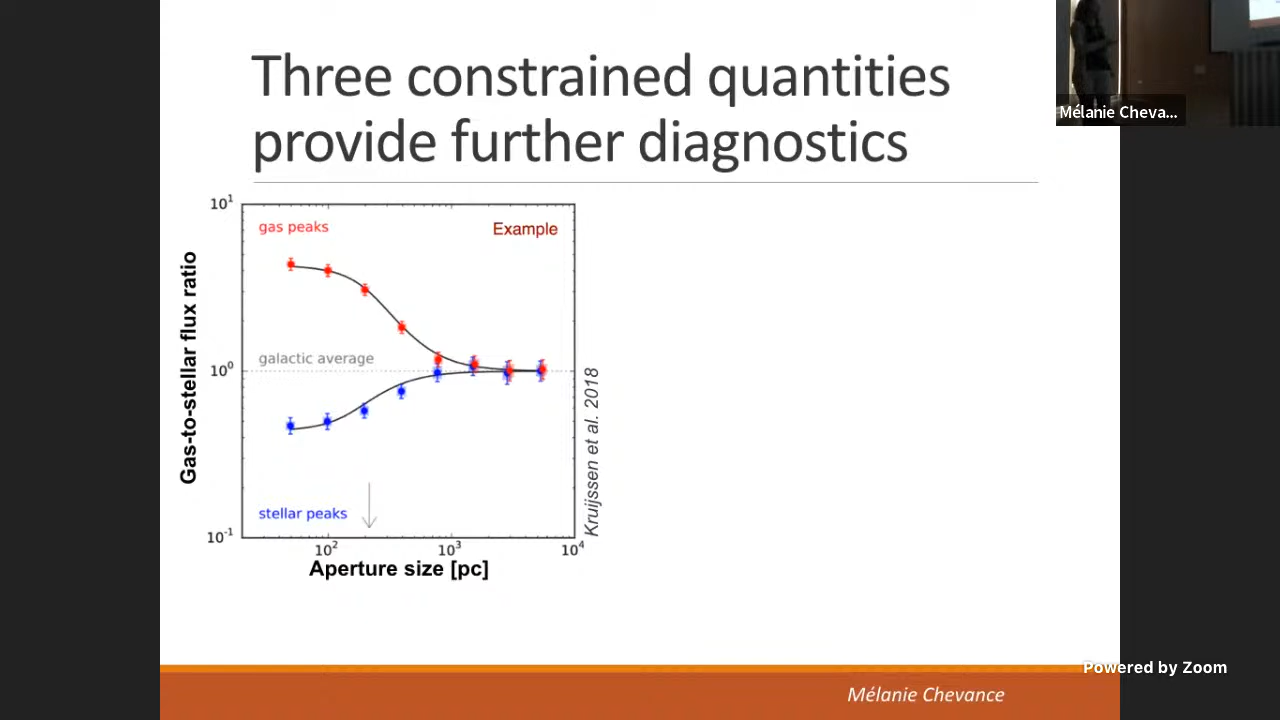 Three constrained quantities
provide further diagnostics
Mélanie Cheva...
10¹
gas peaks
Example
galactic average
10⁰
stellar peaks
10⁻¹
10²
10³
10⁴
Gas-to-stellar flux ratio
Aperture size [pc]
Kruijssen et al. 2018
Powered by Zoom
Mélanie Chevance